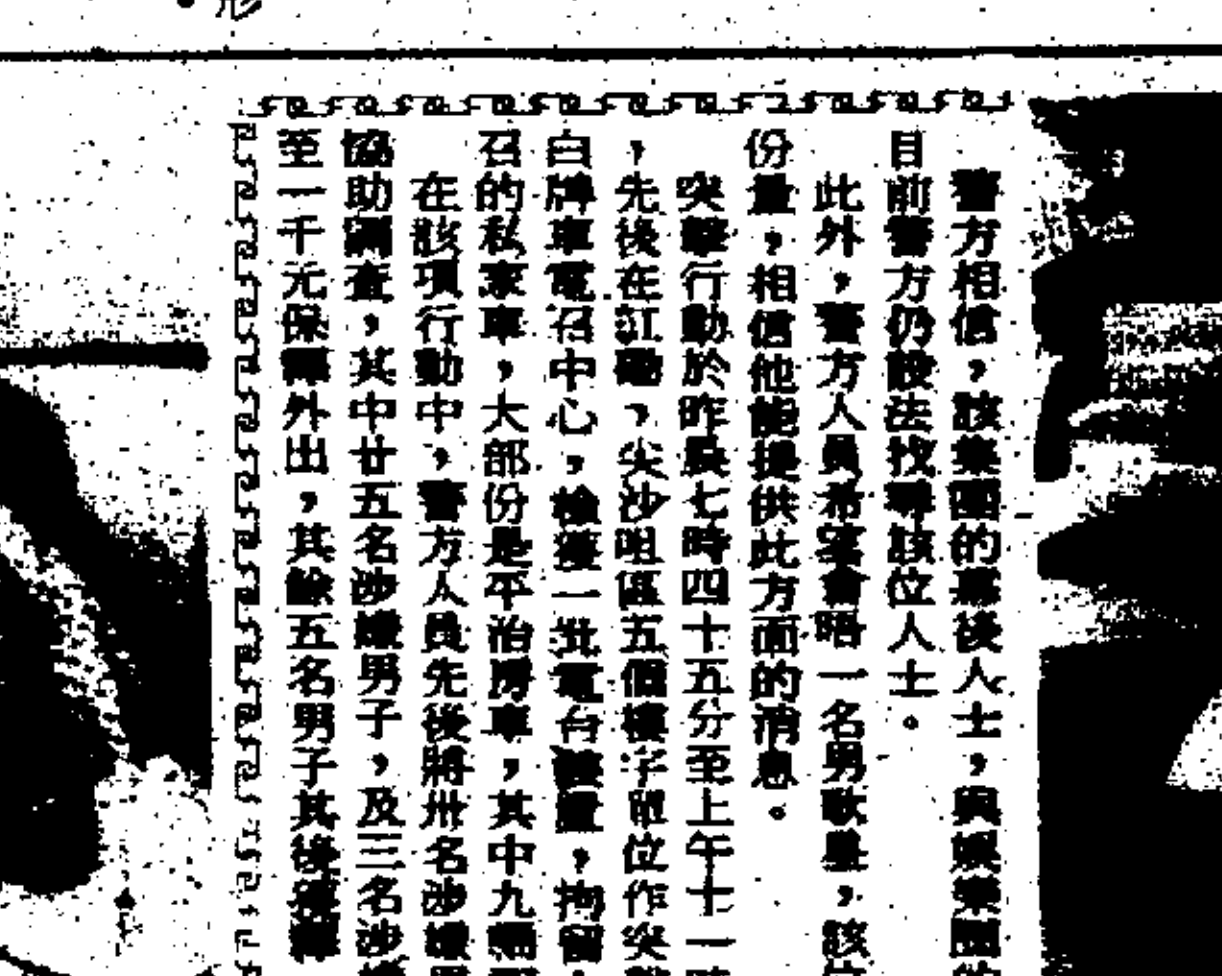 形
警方相信，該集團的幕後人士，與娛樂圈的
目前警方仍設法找尋該位人士。
此外，警方人員希望會晤一名男歌星，該位
份量，相信他能提供此方面的消息。
突擊行動於昨晨七時四十五分至上午十一時
，先後在紅磡，尖沙咀區五個樓宇單位作突擊
白牌車電召中心，檢獲一批電台裝置，拘留
召的私家車，大部份是平治房車，其中九輛
在該項行動中，警方人員先後將卅名涉嫌男
協助調查，其中廿五名涉嫌男子，及三名涉嫌
至一千元保釋外出，其餘五名男子其後獲釋